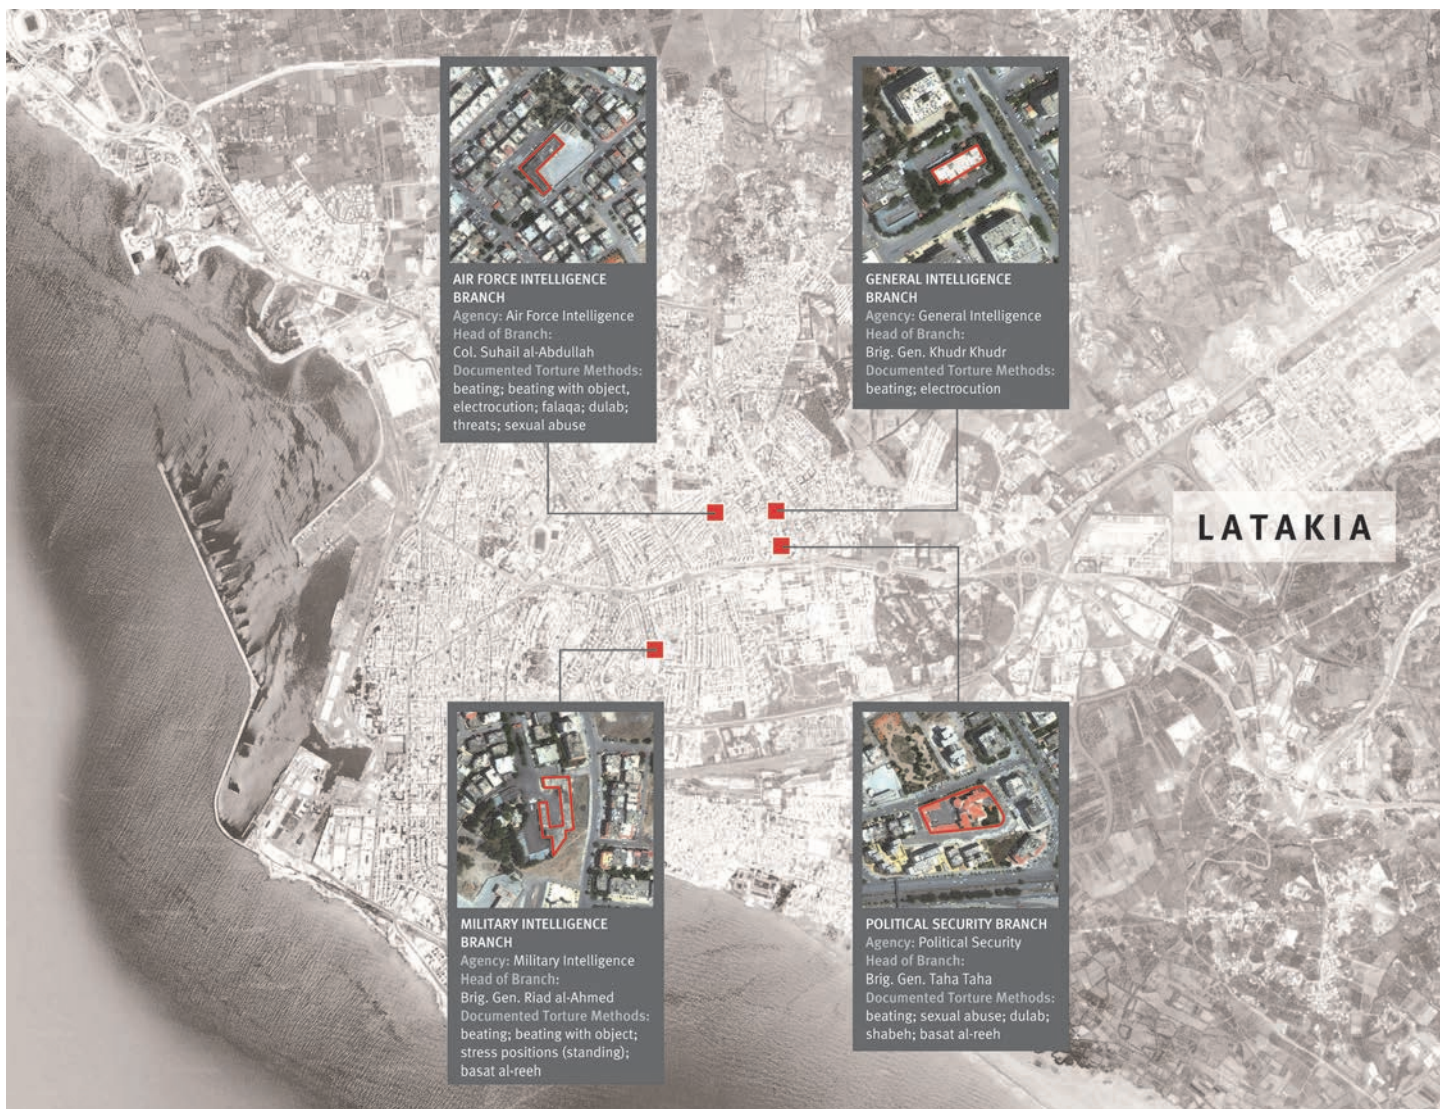 AIR FORCE INTELLIGENCE
BRANCH
Agency: Air Force Intelligence
Head of Branch:
Col. Suhail al-Abdullah
Documented Torture Methods:
beating; beating with object,
electrocution; falaqa; dulab;
threats; sexual abuse
GENERAL INTELLIGENCE
BRANCH
Agency: General Intelligence
Head of Branch:
Brig. Gen. Khudr Khudr
Documented Torture Methods:
beating; electrocution
LATAKIA
MILITARY INTELLIGENCE
BRANCH
Agency: Military Intelligence
Head of Branch:
Brig. Gen. Riad al-Ahmed
Documented Torture Methods:
beating; beating with object;
stress positions (standing);
basat al-reeh
POLITICAL SECURITY BRANCH
Agency: Political Security
Head of Branch:
Brig. Gen. Taha Taha
Documented Torture Methods:
beating; sexual abuse; dulab;
shabeh; basat al-reeh